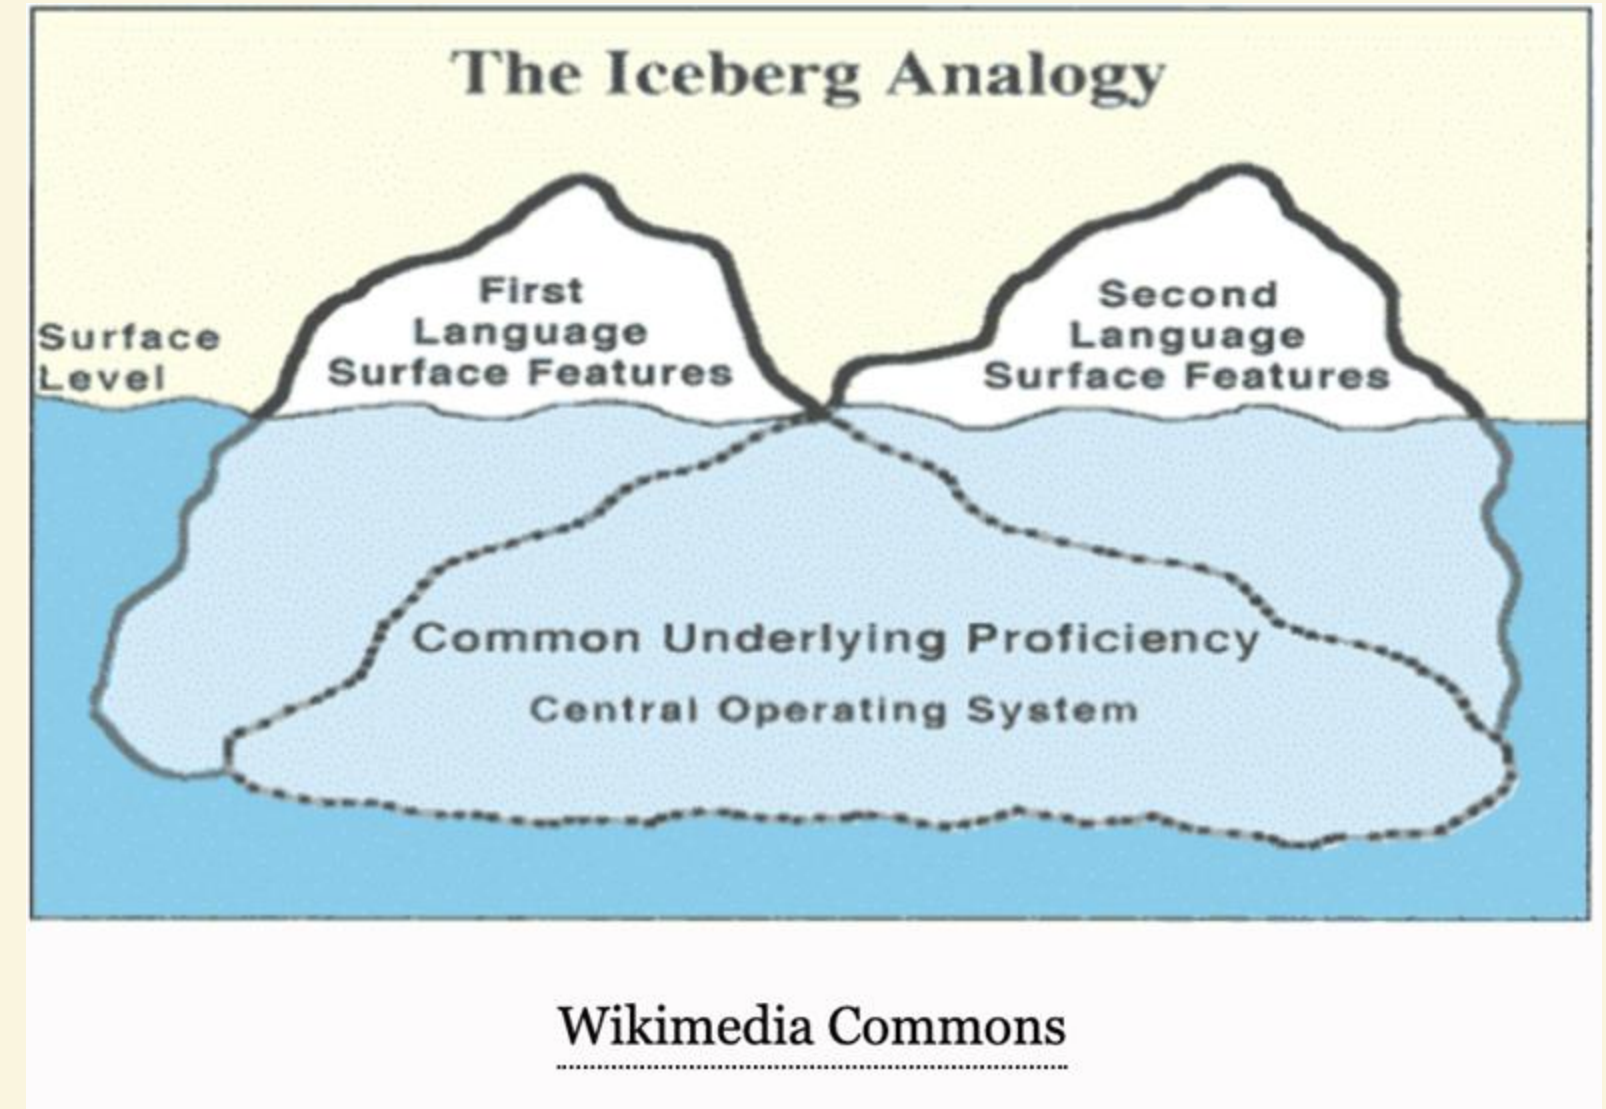 The Iceberg Analogy
First
Language
Surface Features
Second
Language
Surface Features
Surface
Level
Common Underlying Proficiency
Central Operating System
Wikimedia Commons